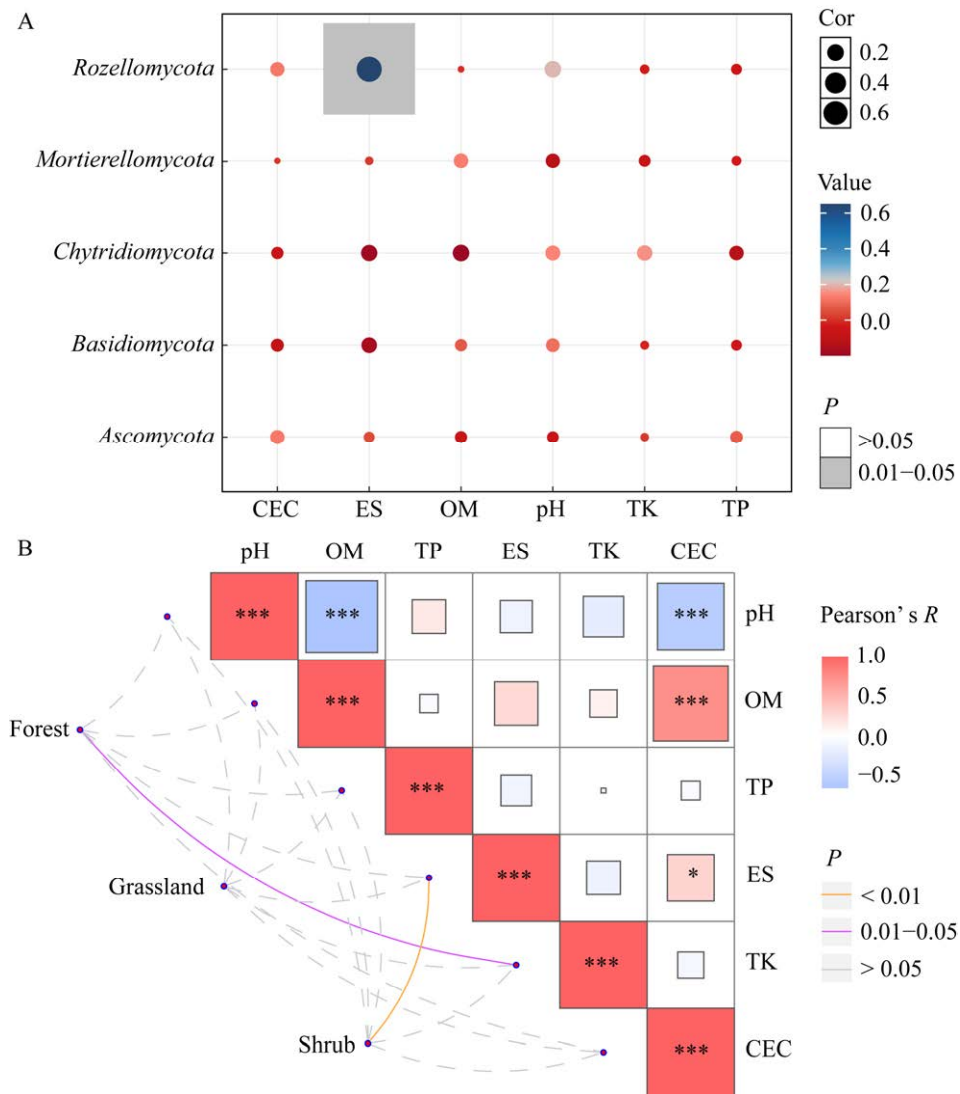 A
Cor
0.2
0.4
0.6
Rozellomycota
Mortierellomycota
Chytridiomycota
Basidiomycota
Ascomycota
Value
0.6
0.4
0.2
0.0
P
>0.05
0.01−0.05
CEC ES OM pH TK TP
B
pH OM TP ES TK CEC
*** *** *** pH
*** *** OM
*** TP
*** * ES
*** TK
*** CEC
Forest
Grassland
Shrub
Pearson's R
1.0
0.5
0.0
−0.5
P
< 0.01
0.01−0.05
> 0.05